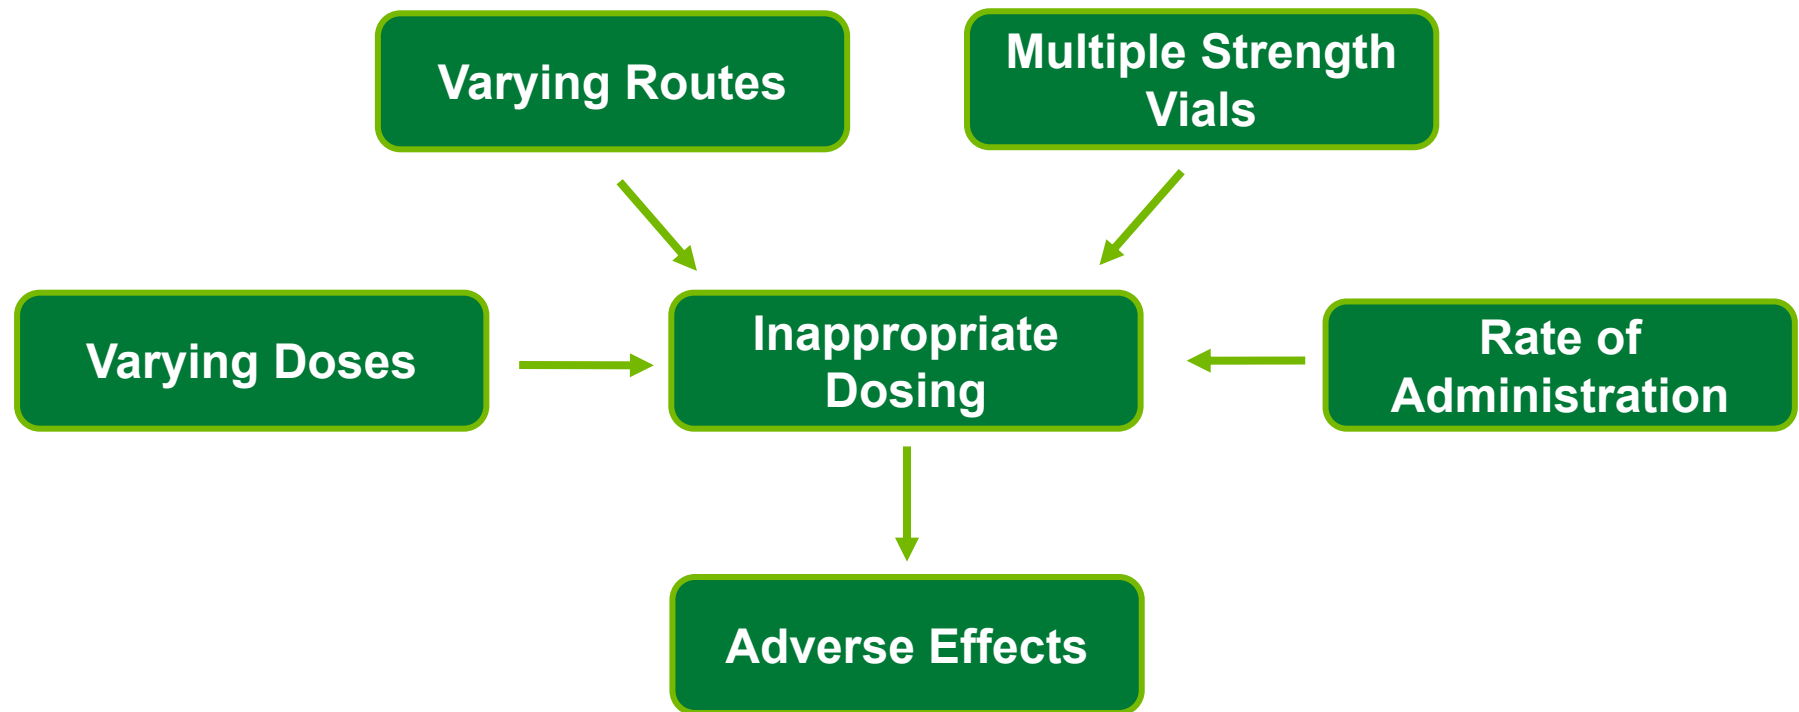 Varying Routes
Multiple Strength
Vials
Varying Doses
Inappropriate
Dosing
Rate of
Administration
Adverse Effects